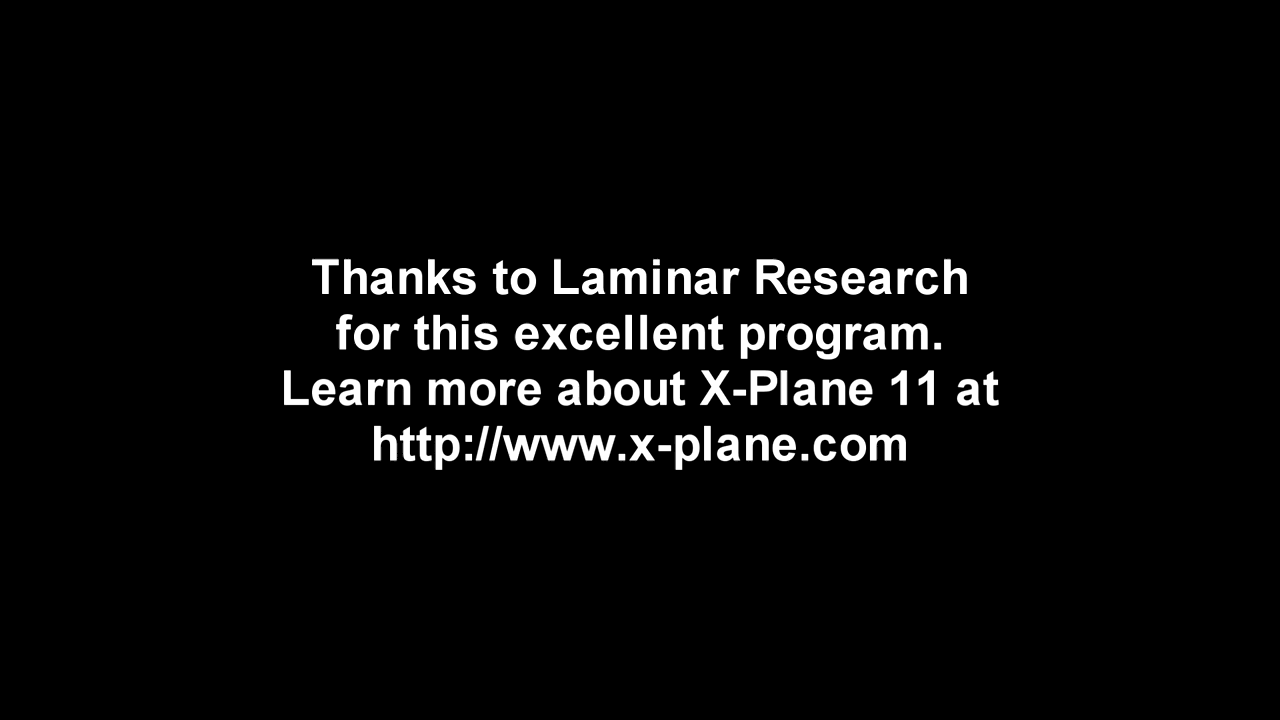 Thanks to Laminar Research
for this excellent program.
Learn more about X-Plane 11 at
http://www.x-plane.com